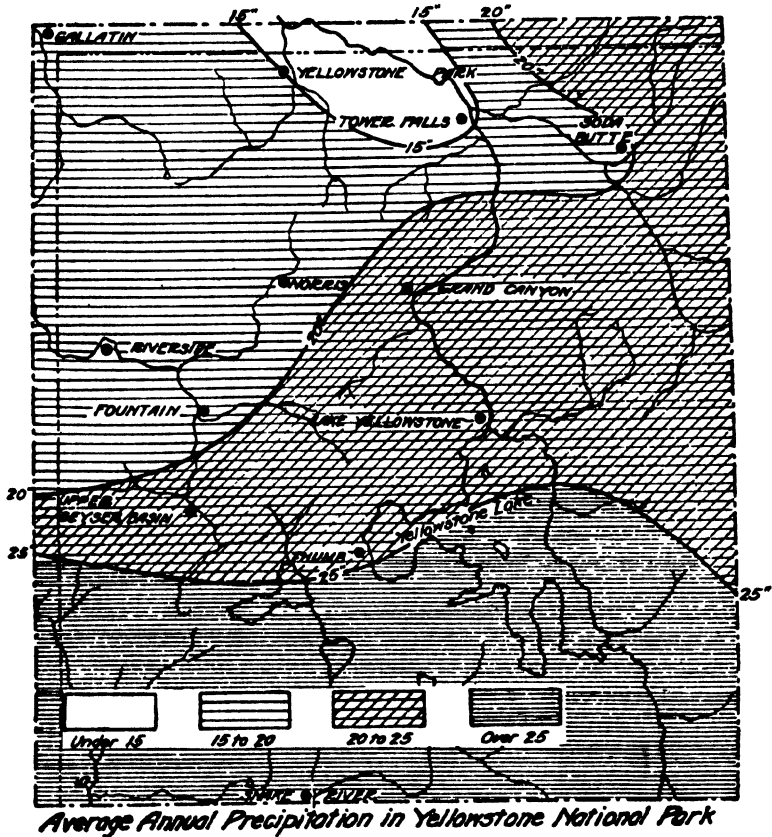 15" 15" 20"
GALLATIN
YELLOWSTONE PARK
20"
TOWER FALLS
SODA
BUTTE
15"
NORRIS
GRAND CANYON
20"
RIVERSIDE
FOUNTAIN
LAKE YELLOWSTONE
20
UPPER
GEYSER BASIN
Yellowstone Lake
25
THUMB
25"
25"
Under 15 15 to 20 20 to 25 Over 25
SNAKE RIVER
Average Annual Precipitation in Yellowstone National Park